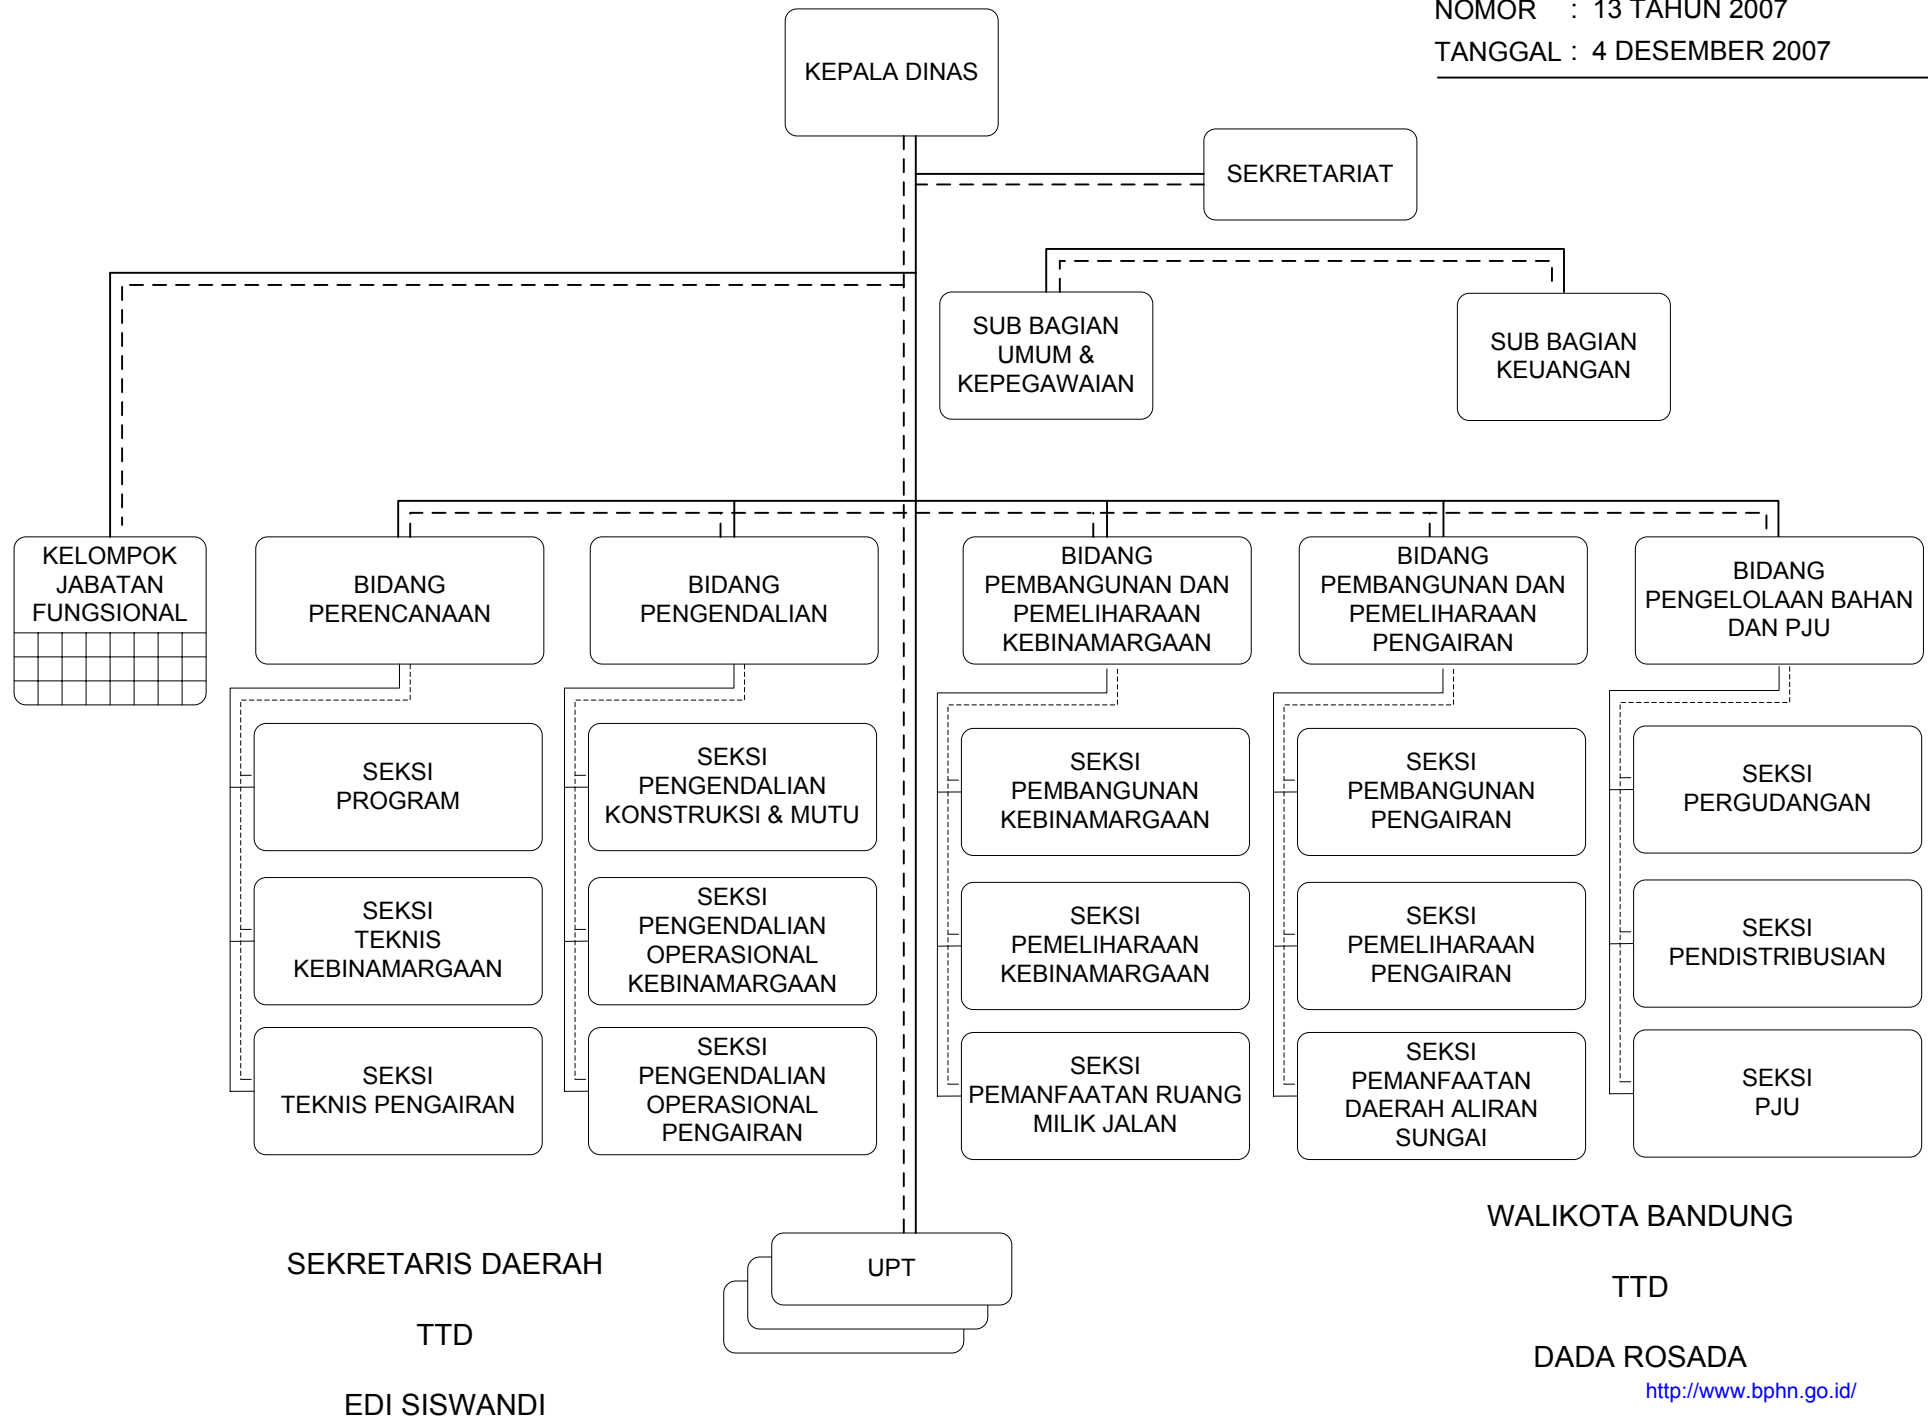 NOMOR : 13 TAHUN 2007
TANGGAL : 4 DESEMBER 2007
KEPALA DINAS
SEKRETARIAT
SUB BAGIAN
UMUM &
KEPEGAWAIAN
SUB BAGIAN
KEUANGAN
KELOMPOK
JABATAN
FUNGSIONAL
BIDANG
PERENCANAAN
BIDANG
PENGENDALIAN
BIDANG
PEMBANGUNAN DAN
PEMELIHARAAN
KEBINAMARGAAN
BIDANG
PEMBANGUNAN DAN
PEMELIHARAAN
PENGAIRAN
BIDANG
PENGELOLAAN BAHAN
DAN PJU
SEKSI
PROGRAM
SEKSI
PENGENDALIAN
KONSTRUKSI & MUTU
SEKSI
PEMBANGUNAN
KEBINAMARGAAN
SEKSI
PEMBANGUNAN
PENGAIRAN
SEKSI
PERGUDANGAN
SEKSI
TEKNIS
KEBINAMARGAAN
SEKSI
PENGENDALIAN
OPERASIONAL
KEBINAMARGAAN
SEKSI
PEMELIHARAAN
KEBINAMARGAAN
SEKSI
PEMELIHARAAN
PENGAIRAN
SEKSI
PENDISTRIBUSIAN
SEKSI
TEKNIS PENGAIRAN
SEKSI
PENGENDALIAN
OPERASIONAL
PENGAIRAN
SEKSI
PEMANFAATAN RUANG
MILIK JALAN
SEKSI
PEMANFAATAN
DAERAH ALIRAN
SUNGAI
SEKSI
PJU
UPT
SEKRETARIS DAERAH
TTD
EDI SISWANDI
WALIKOTA BANDUNG
TTD
DADA ROSADA
http://www.bphn.go.id/